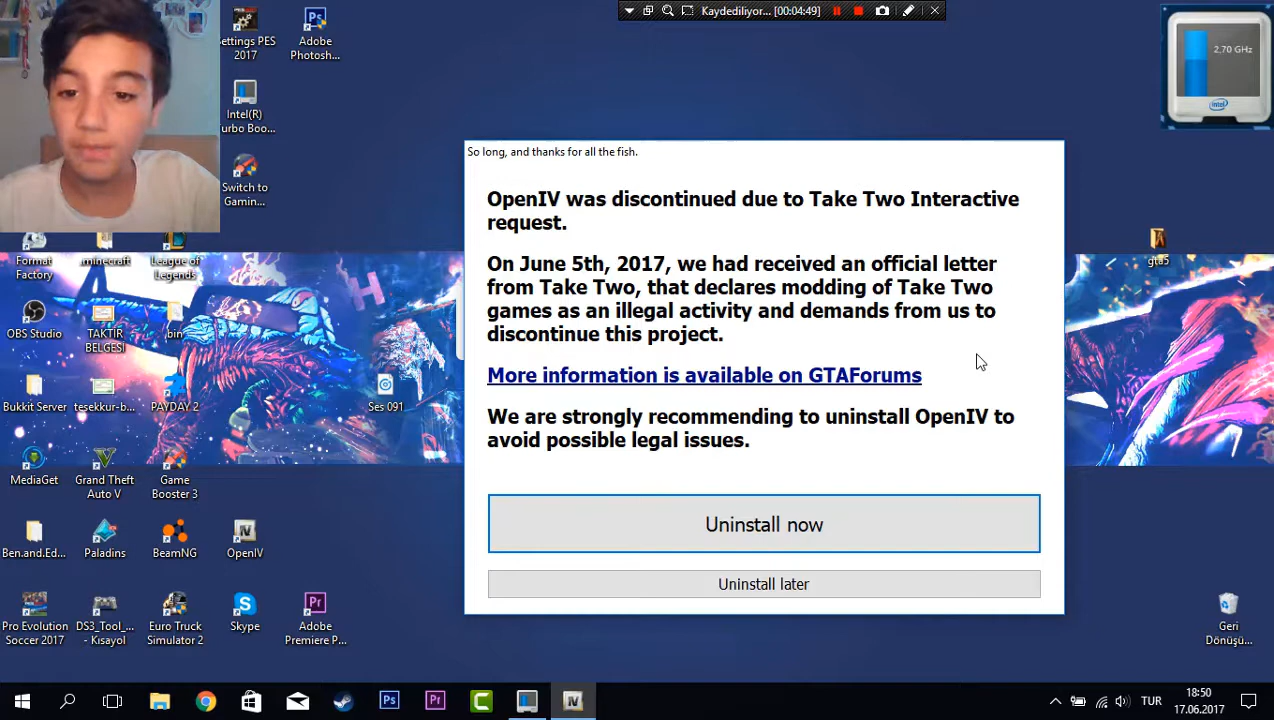 Kaydediliyor... [00:04:49]
Settings PES
2017
Adobe
Photosh...
Intel(R)
Turbo Boo...
Switch to
Gamin...
2,70 GHz
intel
So long, and thanks for all the fish.
OpenIV was discontinued due to Take Two Interactive
request.
On June 5th, 2017, we had received an official letter
from Take Two, that declares modding of Take Two
games as an illegal activity and demands from us to
discontinue this project.
More information is available on GTAForums
We are strongly recommending to uninstall OpenIV to
avoid possible legal issues.
Uninstall now
Uninstall later
Format
Factory
.minecraft
League of
Legends
gta5
OBS Studio
TAKTİR
BELGESİ
bin
Bukkit Server
tesekkur-b...
PAYDAY 2
Ses 091
MediaGet
Grand Theft
Auto V
Game
Booster 3
Ben.and.Ed...
Paladins
BeamNG
OpenIV
Pro Evolution
Soccer 2017
DS3_Tool_...
- Kısayol
Euro Truck
Simulator 2
Skype
Adobe
Premiere P...
Geri
Dönüşü...
TUR
18:50
17.06.2017